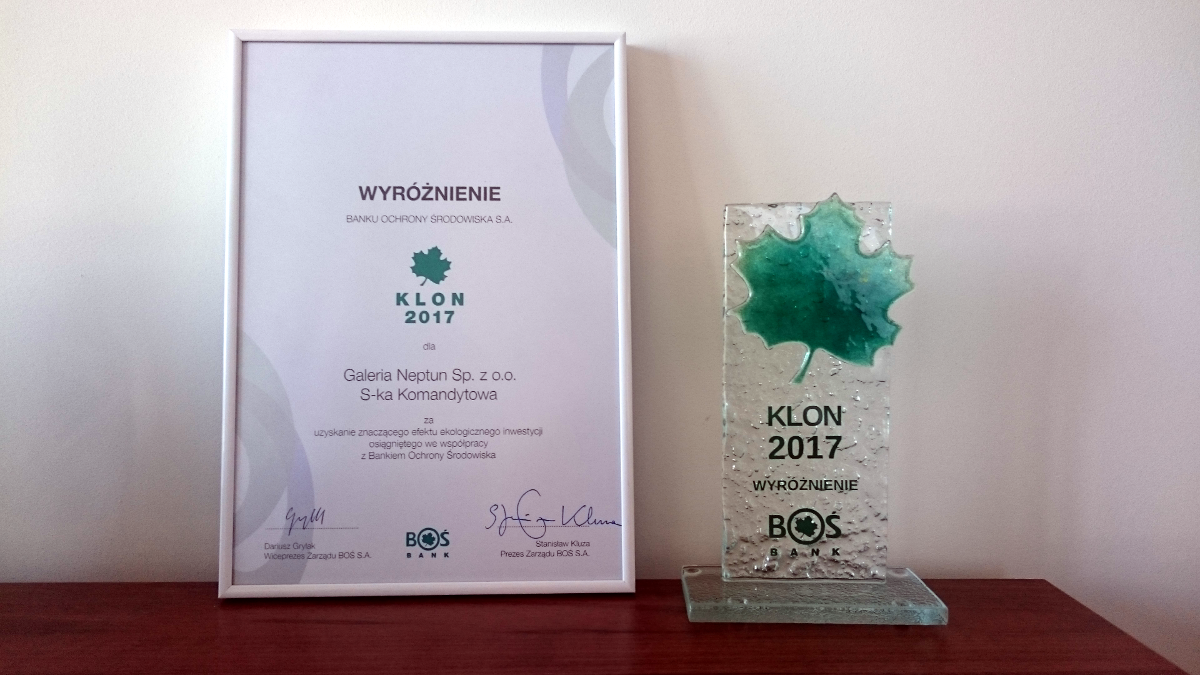 WYRÓŻNIENIE
BANKU OCHRONY ŚRODOWISKA S.A.
KLON
2017
dla
Galeria Neptun Sp. z o.o.
S-ka Komandytowa
za
uzyskanie znaczącego efektu ekologicznego inwestycji
osiągniętego we współpracy
z Bankiem Ochrony Środowiska
Dariusz Grylak
Wiceprezes Zarządu BOŚ S.A.
BOŚ
BANK
Stanisław Kluza
Prezes Zarządu BOŚ S.A.
KLON
2017
WYRÓŻNIENIE
BOŚ
BANK